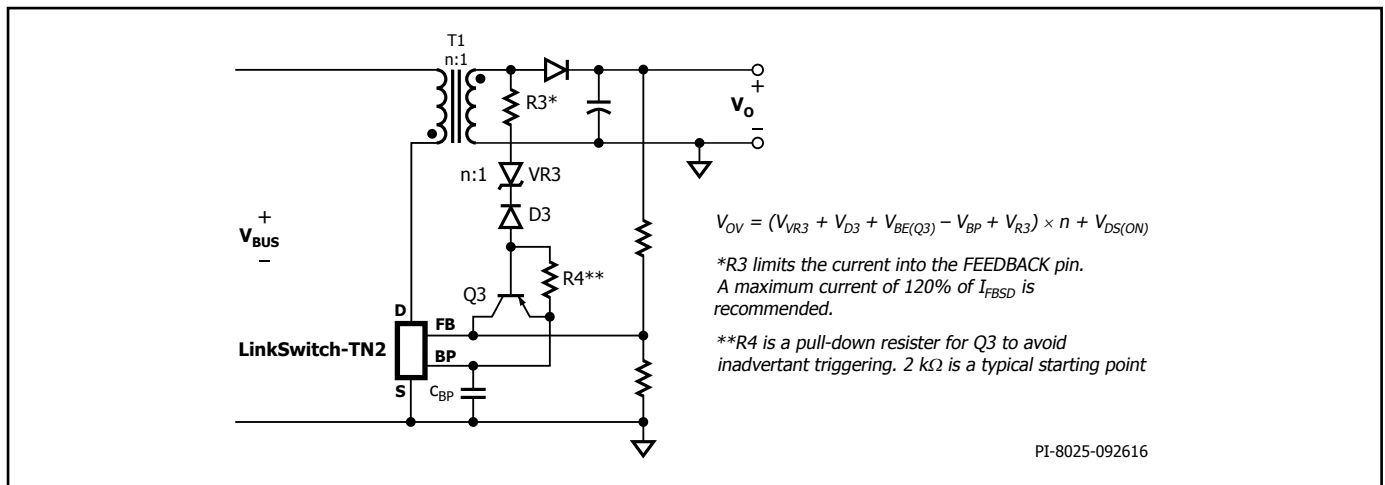 T1
n:1
R3*
+
V_O
–
n:1
VR3
D3
+
V_BUS
–
R4**
Q3
D
FB
LinkSwitch-TN2
BP
S
C_BP
V_OV = (V_VR3 + V_D3 + V_BE(Q3) – V_BP + V_R3) × n + V_DS(ON)
*R3 limits the current into the FEEDBACK pin.
A maximum current of 120% of I_FBSD is
recommended.
**R4 is a pull-down resister for Q3 to avoid
inadvertant triggering. 2 kΩ is a typical starting point
PI-8025-092616